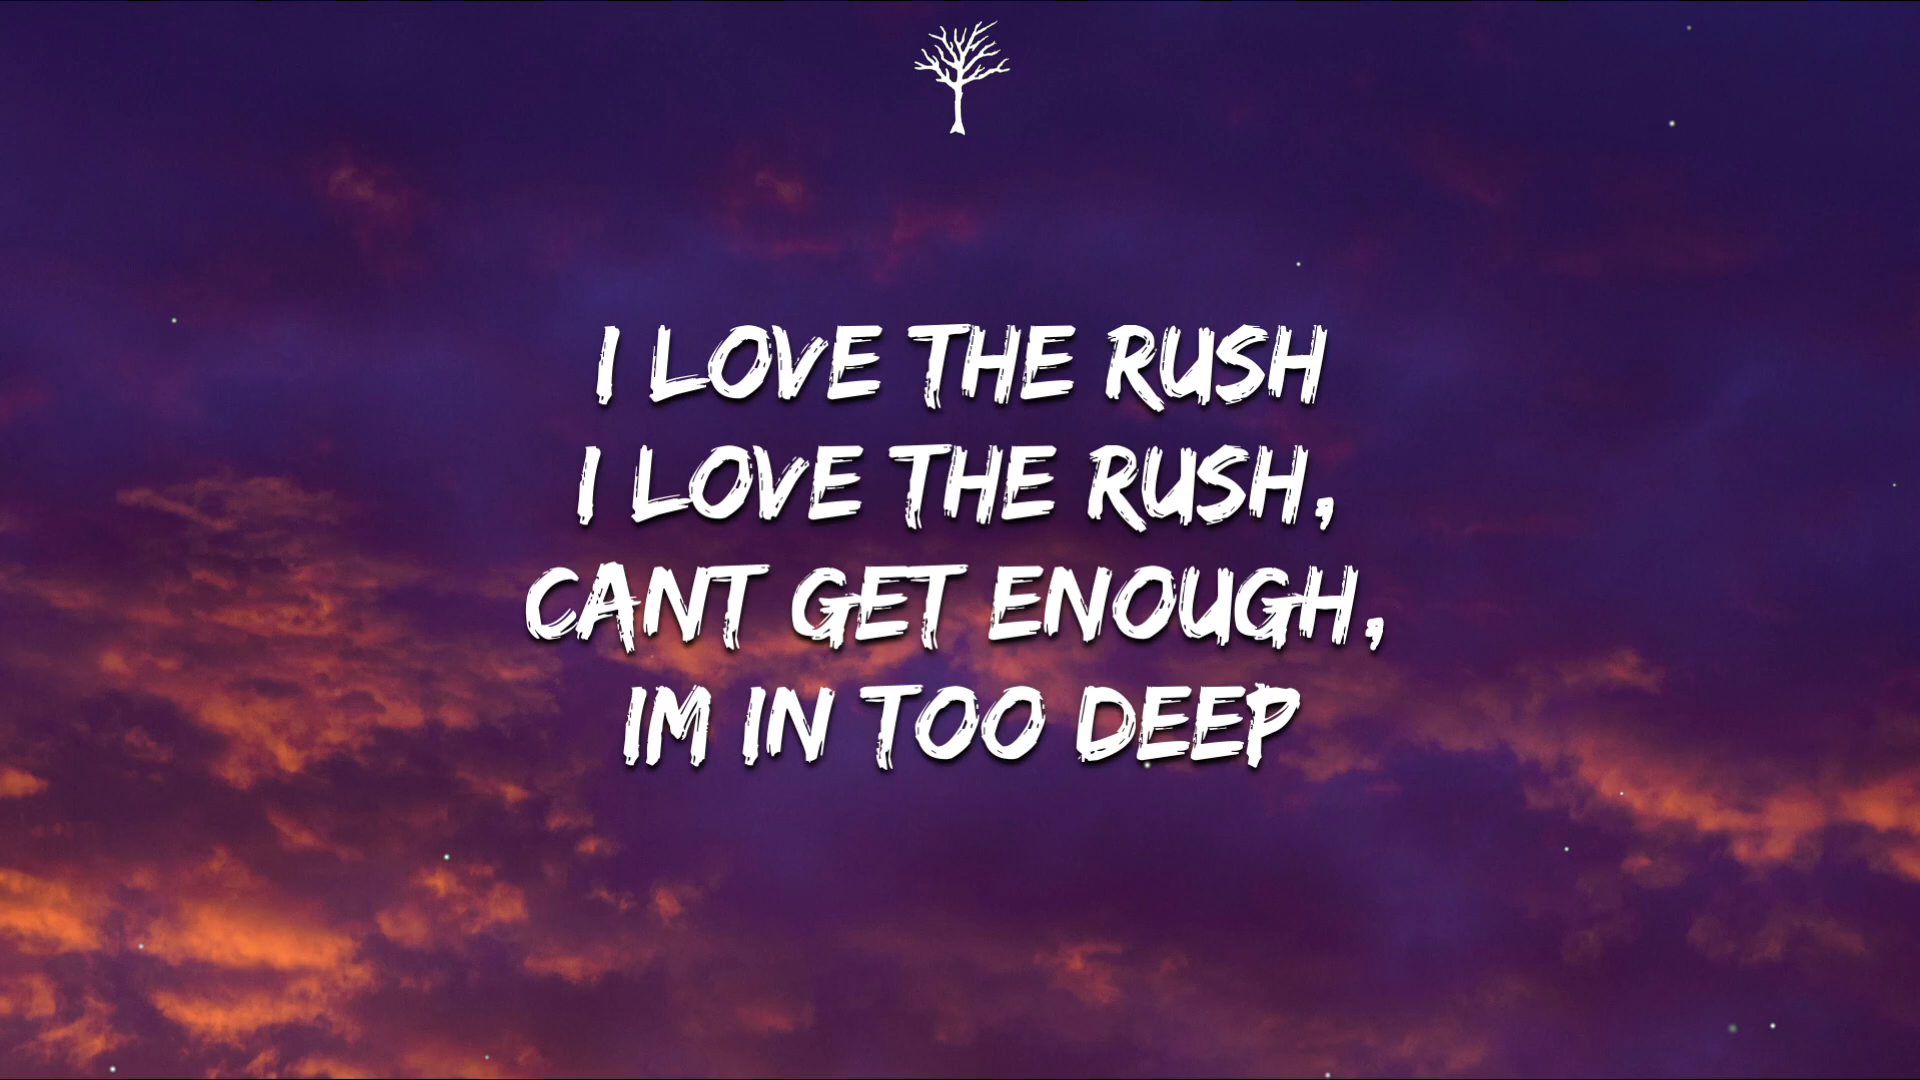 I LOVE THE RUSH
I LOVE THE RUSH,
CANT GET ENOUGH,
IM IN TOO DEEP